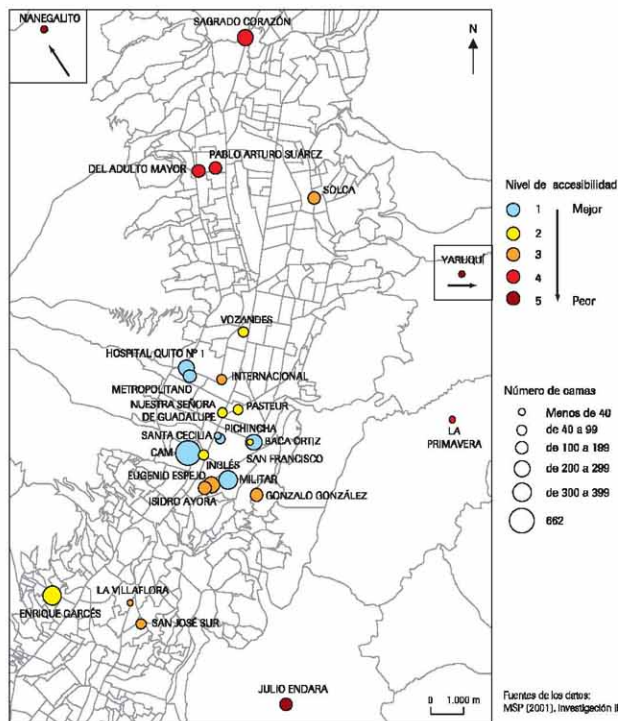 NANEGALITO
SAGRADO CORAZÓN
N
PABLO ARTURO SUÁREZ
DEL ADULTO MAYOR
SOLCA
YARUQUÍ
VOZANDES
HOSPITAL QUITO Nº 1
INTERNACIONAL
METROPOLITANO
NUESTRA SEÑORA
DE GUADALUPE
PASTEUR
LA
PRIMAVERA
PICHINCHA
SANTA CECILIA
BACA ORTIZ
CAM
SAN FRANCISCO
INGLÉS
EUGENIO ESPEJO
MILITAR
ISIDRO AYORA
GONZALO GONZÁLEZ
LA VILLAFLORA
ENRIQUE GARCÉS
SAN JOSÉ SUR
JULIO ENDARA
0 1.000 m
Nivel de accesibilidad
1 Mejor
2
3
4
5 Peor
Número de camas
Menos de 40
de 40 a 99
de 100 a 199
de 200 a 299
de 300 a 399
662
Fuentes de los datos:
MSP (2001), Investigación